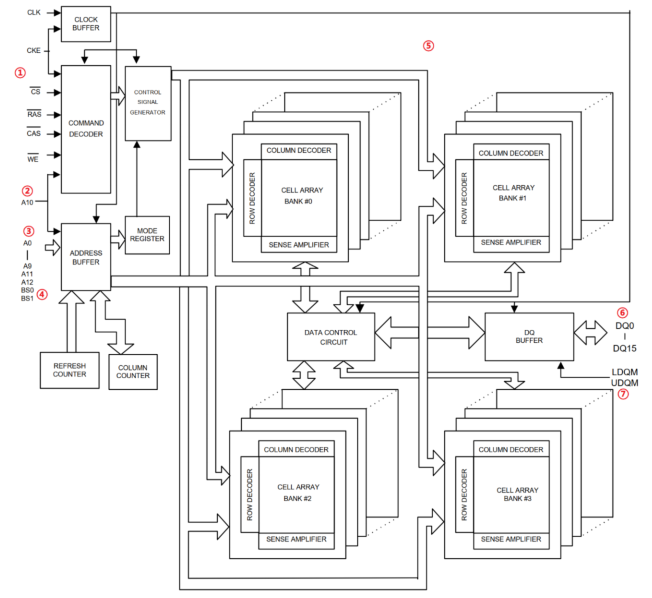 CLK
CLOCK
BUFFER
CKE
①
⑤
CS
RAS
CAS
WE
COMMAND
DECODER
CONTROL
SIGNAL
GENERATOR
②
A10
③
A0
A9
A11
A12
BS0
BS1
④
ADDRESS
BUFFER
MODE
REGISTER
REFRESH
COUNTER
COLUMN
COUNTER
COLUMN DECODER
ROW DECODER
CELL ARRAY
BANK #0
SENSE AMPLIFIER
COLUMN DECODER
ROW DECODER
CELL ARRAY
BANK #1
SENSE AMPLIFIER
DATA CONTROL
CIRCUIT
DQ
BUFFER
⑥
DQ0
DQ15
LDQM
UDQM
⑦
COLUMN DECODER
ROW DECODER
CELL ARRAY
BANK #2
SENSE AMPLIFIER
COLUMN DECODER
ROW DECODER
CELL ARRAY
BANK #3
SENSE AMPLIFIER